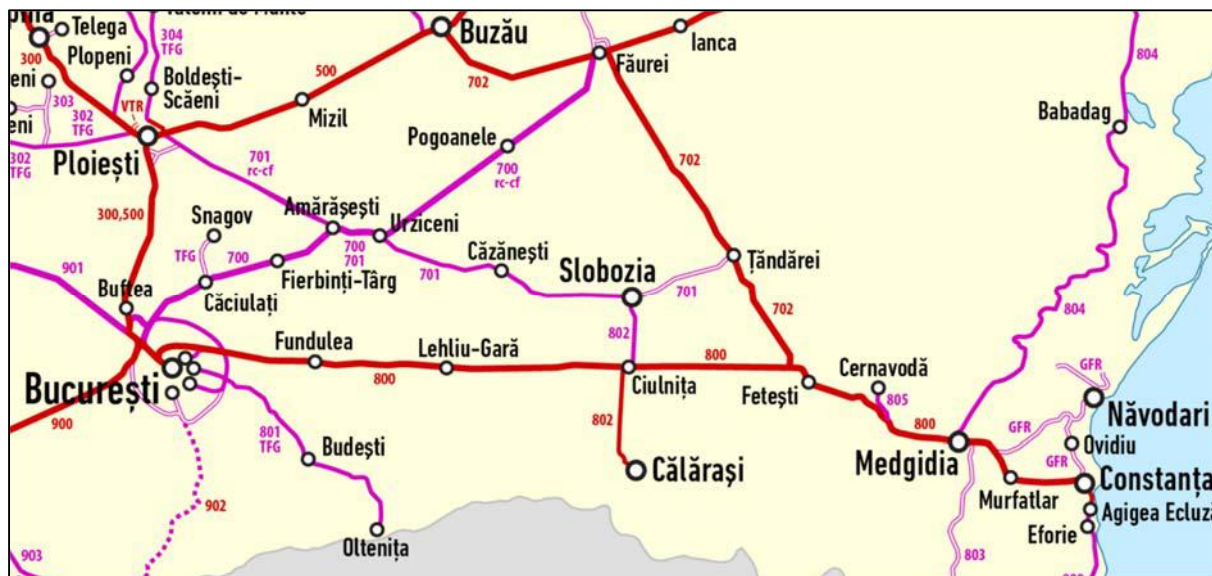 Telega
300
Plopeni
304
TFG
Boldești-
Scăeni
303
302
TFG
VTR
302
TFG
Ploiești
500
Mizil
Buzău
702
Făurei
Ianca
804
Babadag
Pogoanele
700
rc-cf
702
701
rc-cf
300,500
Snagov
TFG
700
Amărășești
Urziceni
700
701
Fierbinți-Târg
Căciulați
701
Căzănești
Slobozia
701
Țăndărei
702
804
901
Buftea
București
900
Fundulea
800
Lehliu-Gară
802
Ciulnița
800
Fetești
Cernavodă
805
800
Medgidia
GFR
Năvodari
GFR
Ovidiu
GFR
Constanța
Murfatlar
Agigea Ecluză
Eforie
803
801
TFG
Budești
Oltenița
902
903
802
Călărași